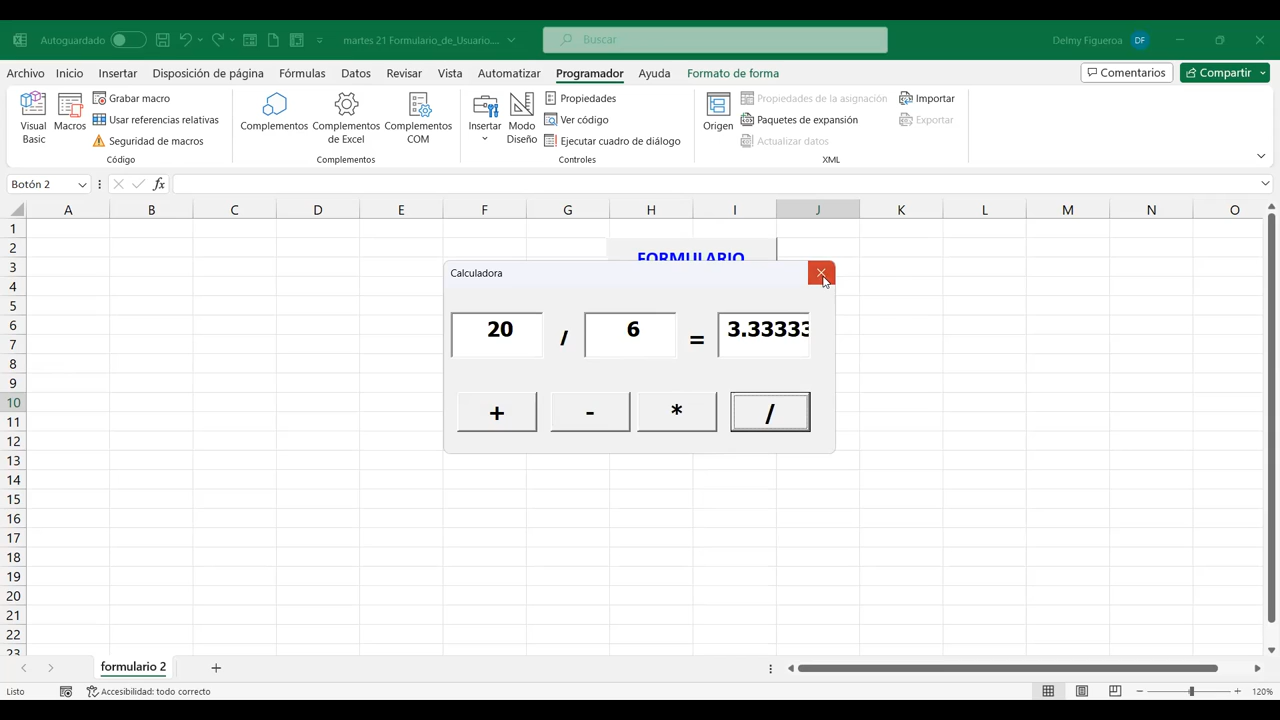 Autoguardado martes 21 Formulario_de_Usuario.... Buscar Delmy Figueroa DF
Archivo Inicio Insertar Disposición de página Fórmulas Datos Revisar Vista Automatizar Programador Ayuda Formato de forma Comentarios Compartir
Visual Basic
Macros
Grabar macro
Usar referencias relativas
Seguridad de macros
Código
Complementos
Complementos de Excel
Complementos COM
Complementos
Insertar
Modo Diseño
Propiedades
Ver código
Ejecutar cuadro de diálogo
Controles
Origen
Propiedades de la asignación
Paquetes de expansión
Actualizar datos
Importar
Exportar
XML
Botón 2 fx
A B C D E F G H I J K L M N O
1
2
3
4
5
6
7
8
9
10
11
12
13
14
15
16
17
18
19
20
21
22
23
FORMULARIO
Calculadora
20 / 6 = 3.33333
+ - * /
formulario 2
Listo Accesibilidad: todo correcto 120%